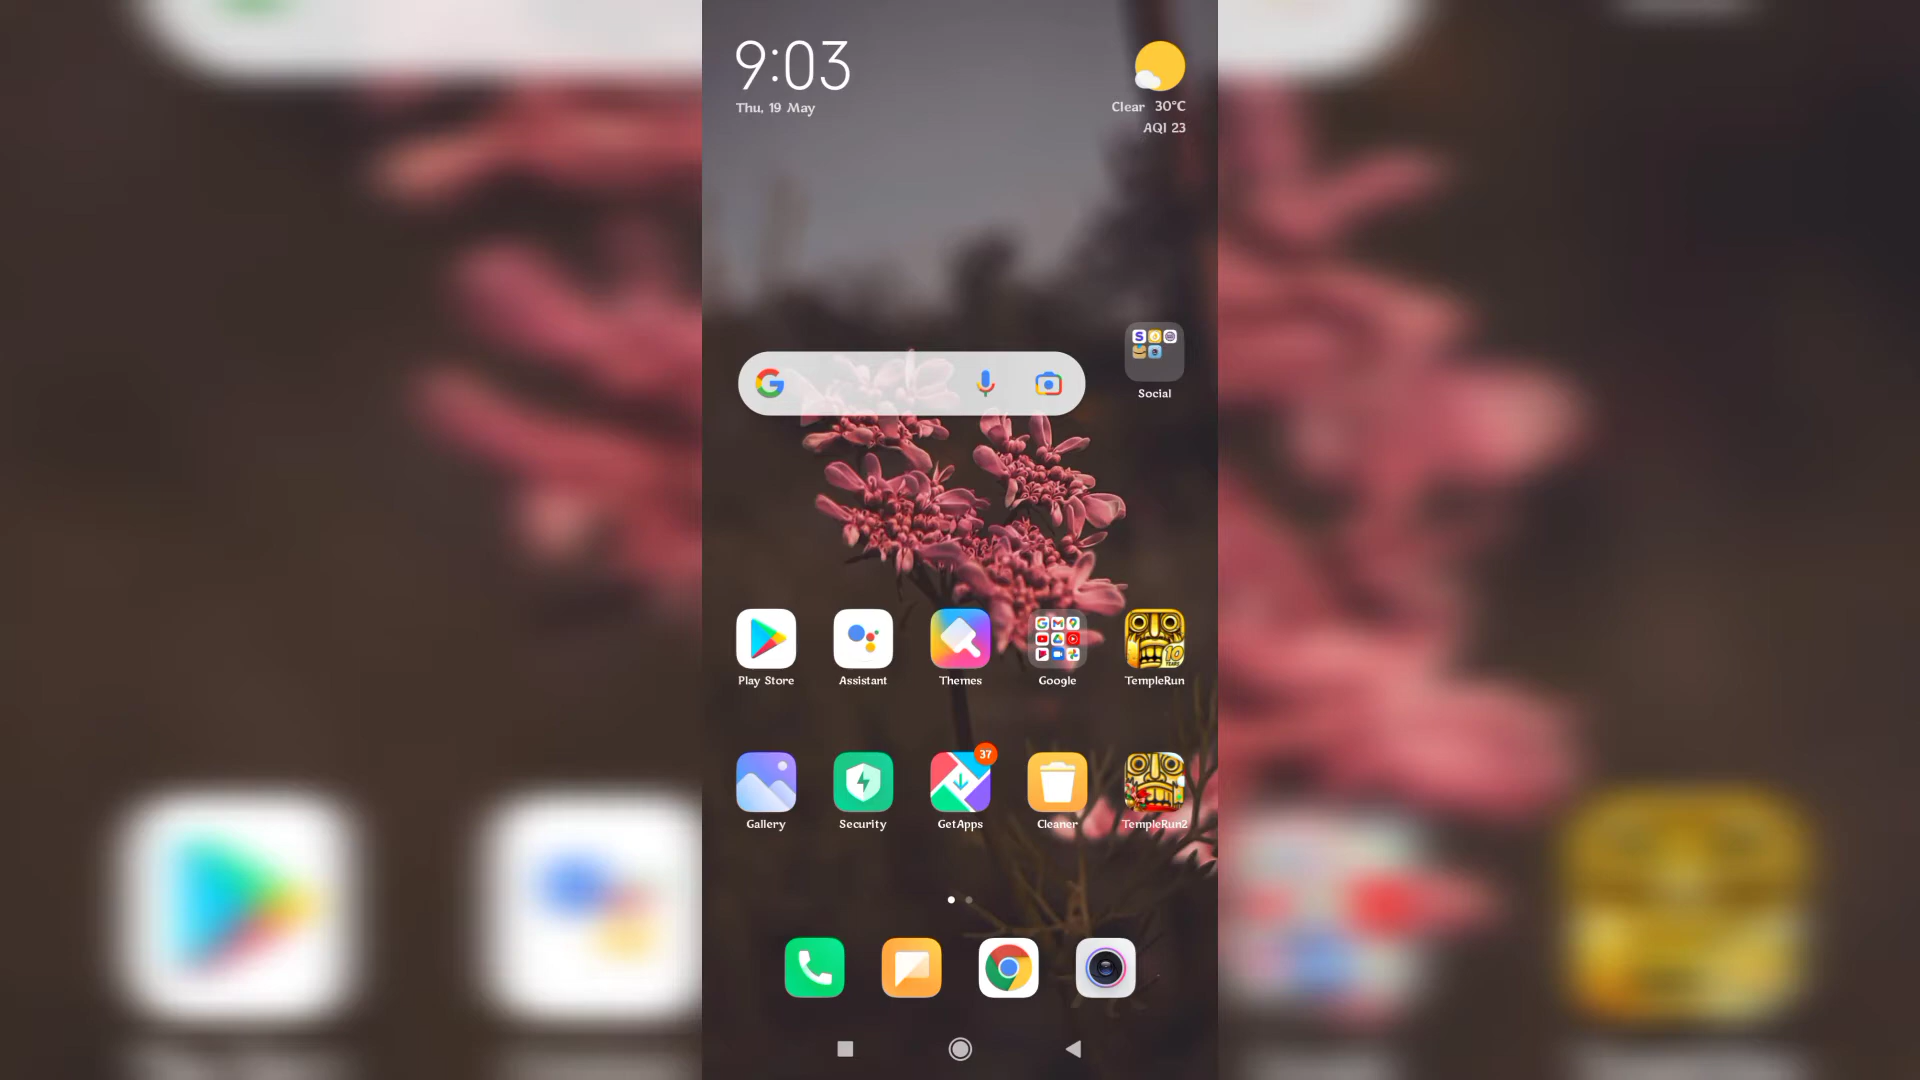 9:03
Thu, 19 May
Clear 30°C
AQI 23
Social
Play Store
Assistant
Themes
Google
TempleRun
37
Gallery
Security
GetApps
Cleaner
TempleRun2